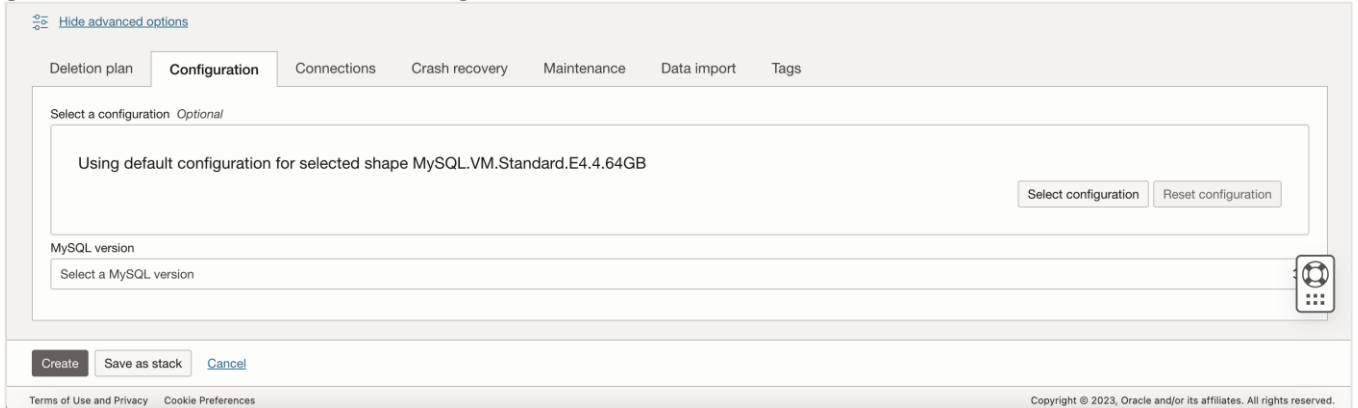 Hide advanced options
Deletion plan Configuration Connections Crash recovery Maintenance Data import Tags
Select a configuration Optional
Using default configuration for selected shape MySQL.VM.Standard.E4.4.64GB
Select configuration Reset configuration
MySQL version
Select a MySQL version
Create Save as stack Cancel
Terms of Use and Privacy Cookie Preferences Copyright © 2023, Oracle and/or its affiliates. All rights reserved.